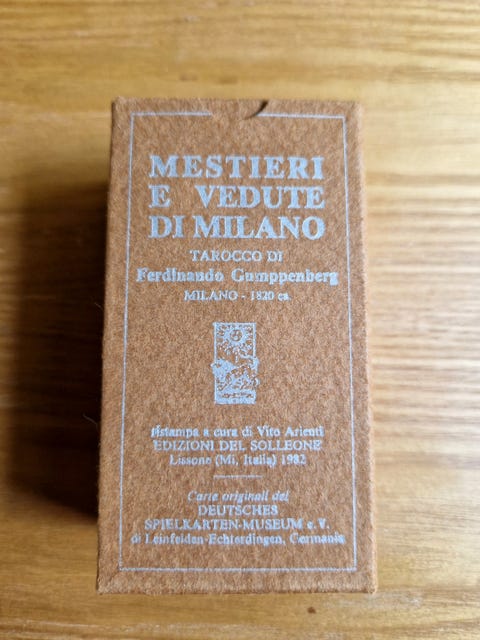 MESTIERI
E VEDUTE
DI MILANO
TAROCCO DI
Ferdinando Gumppenberg
MILANO - 1820 ca.
ristampa a cura di Vito Arienti
EDIZIONI DEL SOLLEONE
Lissone (Mi, Italia) 1982
Carte originali del
DEUTSCHES
SPIELKARTEN-MUSEUM e.V.
di Leinfelden-Echterdingen, Germania